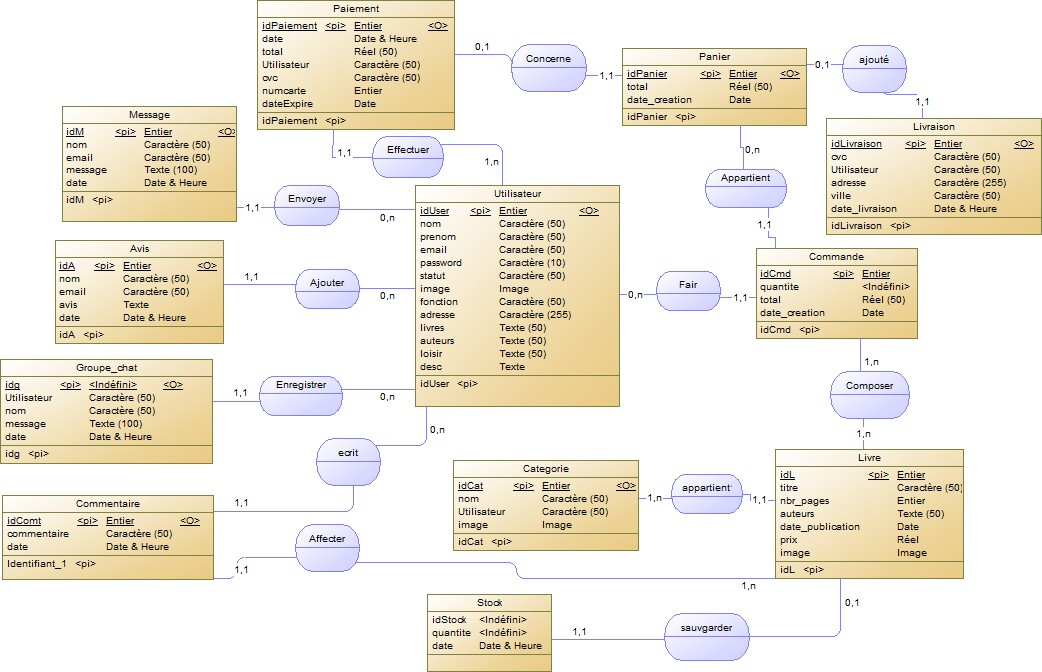 Paiement
idPaiement <pi> Entier <O>
date Date & Heure
total Réel (50)
Utilisateur Caractère (50)
cvc Caractère (50)
numcarte Entier
dateExpire Date
idPaiement <pi>
0,1
Concerne
1,1
Panier
idPanier <pi> Entier <O>
total Réel (50)
date_creation Date
idPanier <pi>
0,1
ajouté
1,1
Livraison
idLivraison <pi> Entier <O>
cvc Caractère (50)
Utilisateur Caractère (50)
adresse Caractère (255)
ville Caractère (50)
date_livraison Date & Heure
idLivraison <pi>
Message
idM <pi> Entier <O>
nom Caractère (50)
email Caractère (50)
message Texte (100)
date Date & Heure
idM <pi>
1,1
Effectuer
1,n
0,n
Appartient
1,1
1,1
Envoyer
0,n
Utilisateur
idUser <pi> Entier <O>
nom Caractère (50)
prenom Caractère (50)
email Caractère (50)
password Caractère (10)
statut Caractère (50)
image Image
fonction Caractère (50)
adresse Caractère (255)
livres Texte (50)
auteurs Texte (50)
loisir Texte (50)
desc Texte
idUser <pi>
Avis
idA <pi> Entier <O>
nom Caractère (50)
email Caractère (50)
avis Texte
date Date & Heure
idA <pi>
1,1
Ajouter
0,n
0,n
Fair
1,1
Commande
idCmd <pi> Entier
quantite <Indéfini>
total Réel (50)
date_creation Date
idCmd <pi>
Groupe_chat
idg <pi> <Indéfini> <O>
Utilisateur Caractère (50)
nom Caractère (50)
message Texte (100)
date Date & Heure
idg <pi>
1,1
Enregistrer
0,n
1,n
Composer
1,n
0,n
ecrit
1,1
Categorie
idCat <pi> Entier <O>
nom Caractère (50)
Utilisateur Caractère (50)
image Image
idCat <pi>
1,n
appartient'
1,1
Livre
idL <pi> Entier
titre Caractère (50)
nbr_pages Entier
auteurs Texte (50)
date_publication Date
prix Réel
image Image
idL <pi>
Commentaire
idComt <pi> Entier <O>
commentaire Caractère (50)
date Date & Heure
Identifiant_1 <pi>
1,1
Affecter
1,n
Stock
idStock <Indéfini>
quantite <Indéfini>
date Date & Heure
1,1
sauvgarder
0,1